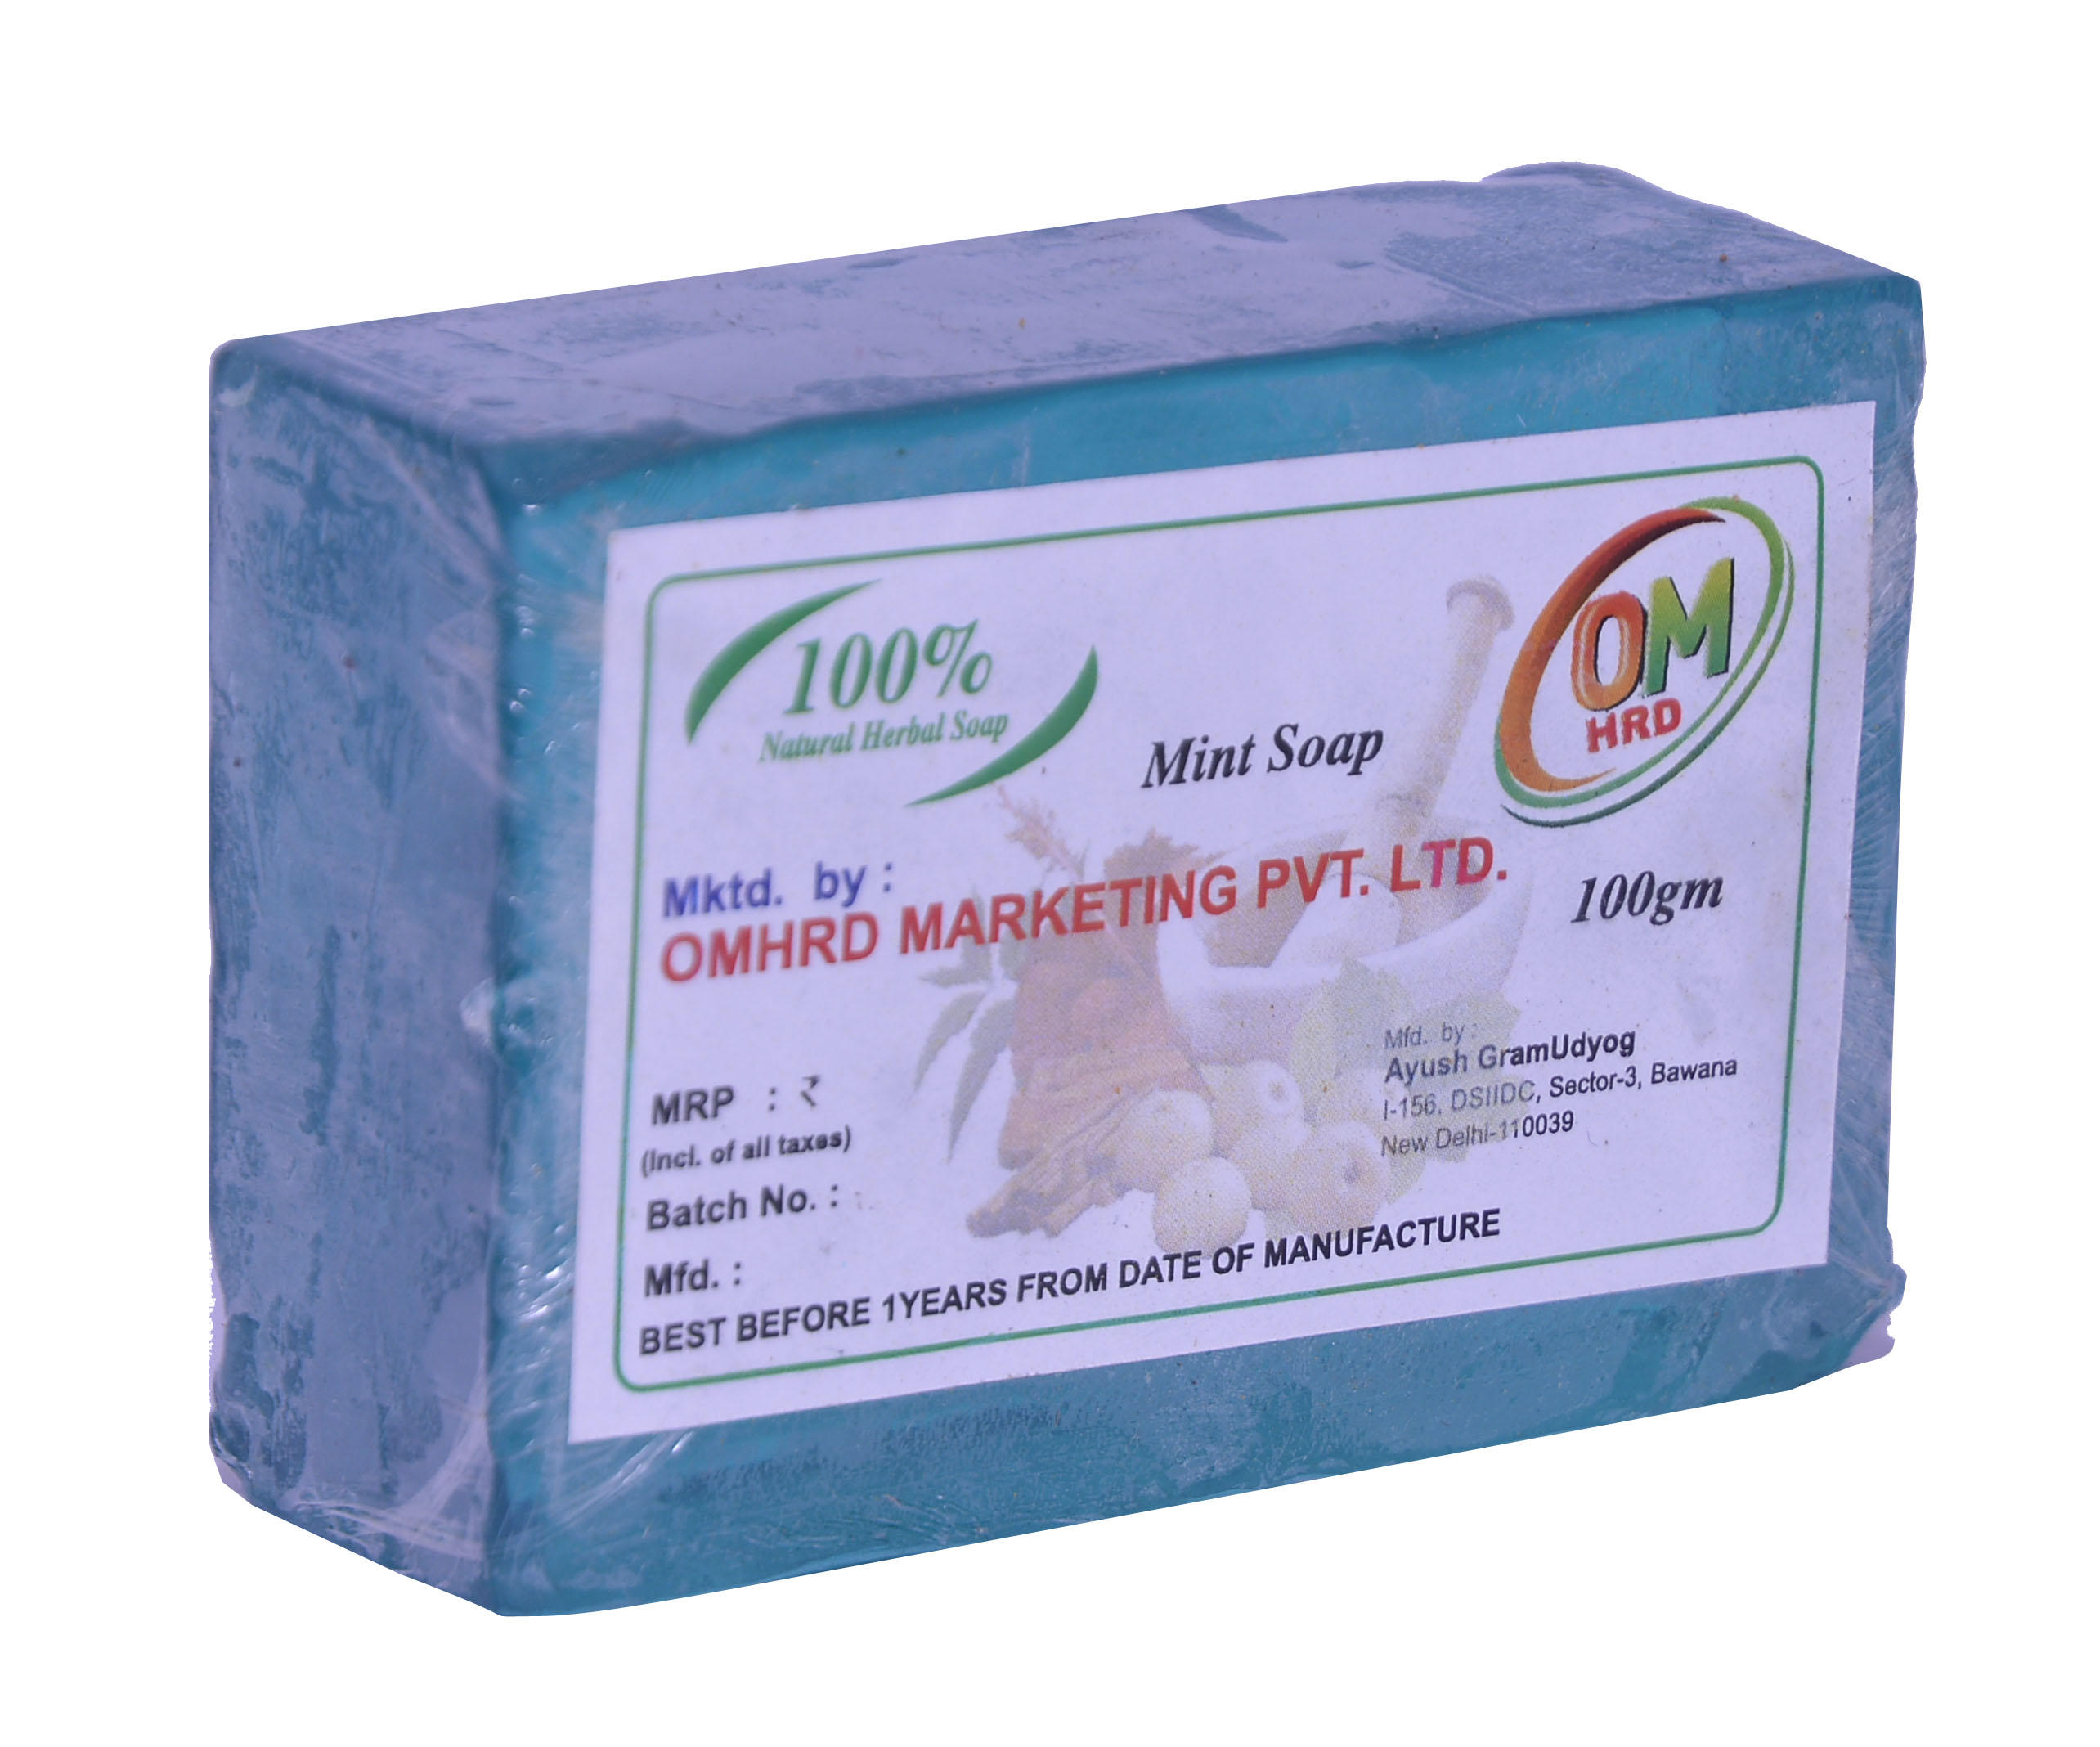 100%
Natural Herbal Soap
Mint Soap
OM
HRD
Mktd. by :
OMHRD MARKETING PVT. LTD.
100gm
Mfd. by :
Ayush GramUdyog
I-156, DSIIDC, Sector-3, Bawana
New Delhi-110039
MRP : ₹
(Incl. of all taxes)
Batch No. :
Mfd. :
BEST BEFORE 1YEARS FROM DATE OF MANUFACTURE